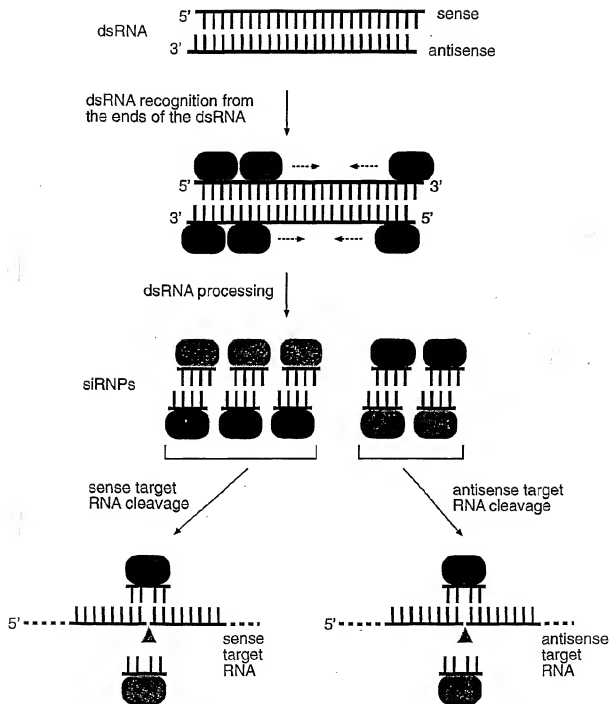 5' sense
dsRNA
3' antisense
dsRNA recognition from
the ends of the dsRNA
5' 3'
3' 5'
dsRNA processing
siRNPs
sense target
RNA cleavage
antisense target
RNA cleavage
5'
sense
target
RNA
5'
antisense
target
RNA